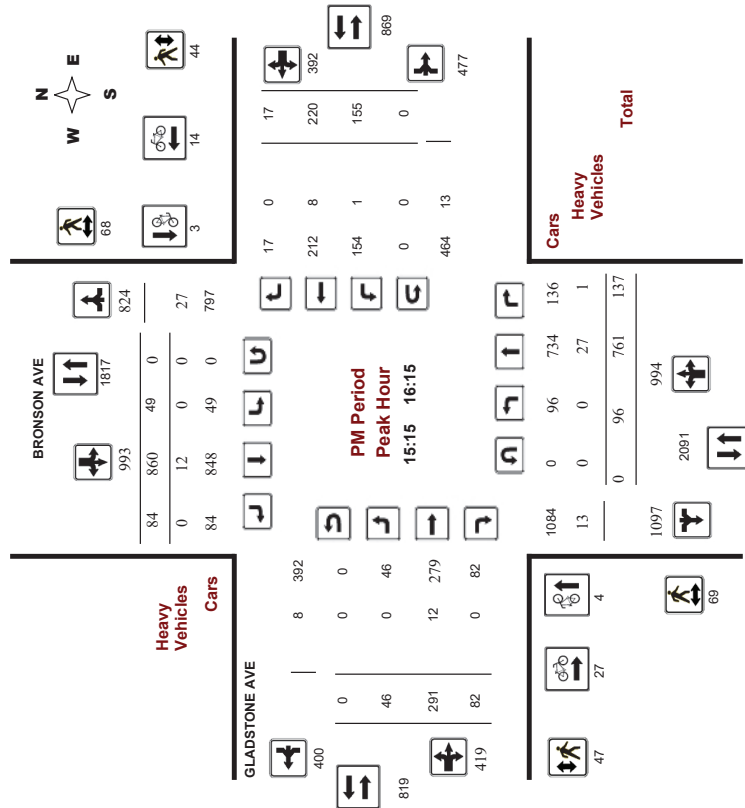 N
W E
S
44
14
68
3
BRONSON AVE
824
1817
993
27
84 860 49 0
0 12 0 0
84 848 49 0 797
Heavy
Vehicles
Cars
869
392
477
17 0 17
212 8 220
154 1 155
0 0 0
464 13
PM Period
Peak Hour
15:15 16:15
GLADSTONE AVE
8 392
0 0 0
46 0 46
291 12 279
82 0 82
400
819
419
Cars
Heavy
Vehicles
Total
1084 0 96 734 136
13 0 0 27 1
0 96 761 137
1097
2091
994
4
27
69
47